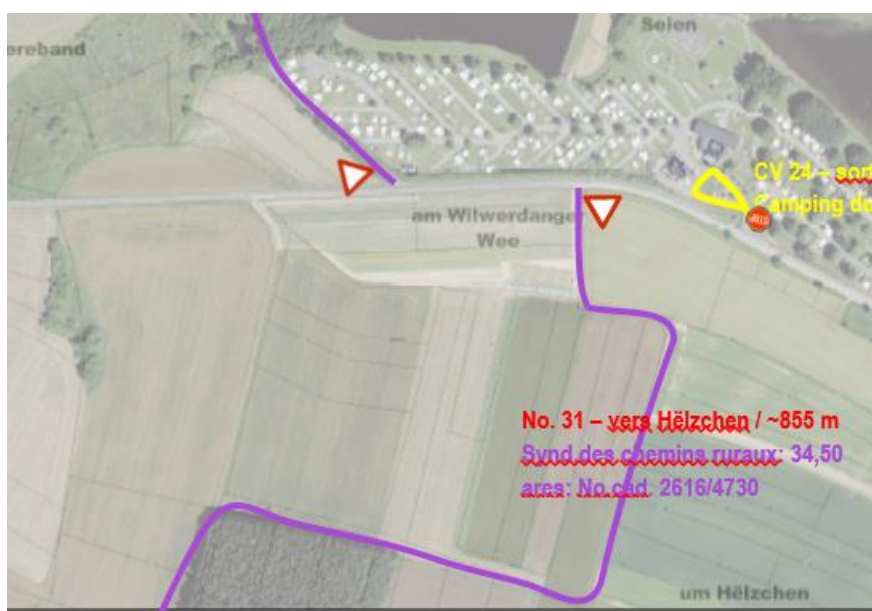 Seien
ereband
CV 24 – sort
Camping do
am Wilwerdanger
Wee
No. 31 – vers Hëlzchen / ~855 m
Synd.des chemins ruraux: 34,50
ares: No.cad. 2616/4730
um Hëlzchen